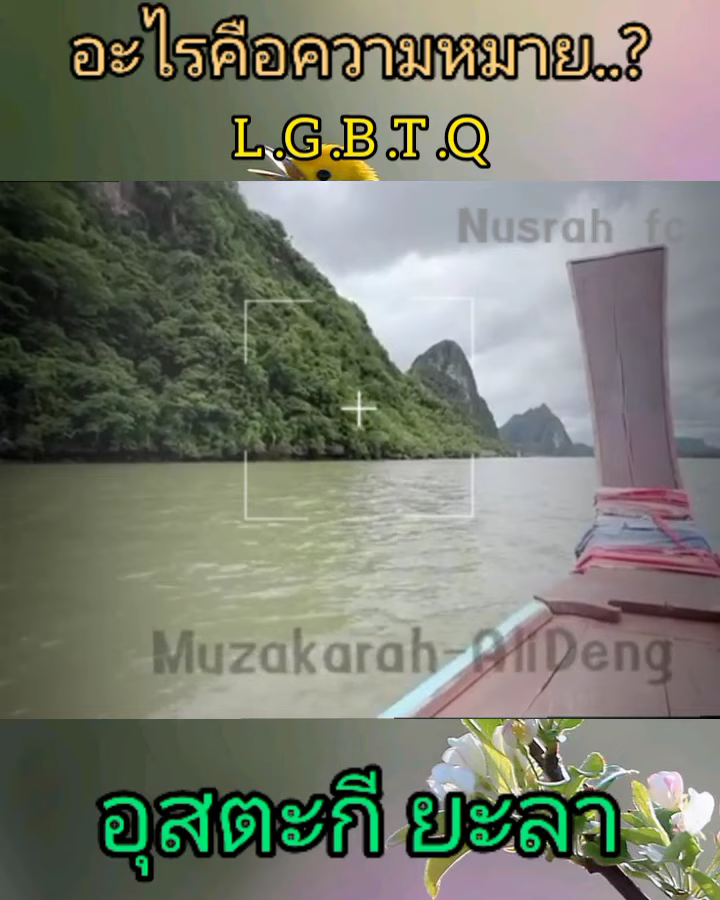 อะไรคือความหมาย..?
L.G.B.T.Q
Nusrah fc
Muzakarah-AliDeng
อุสตะกี ยะลา